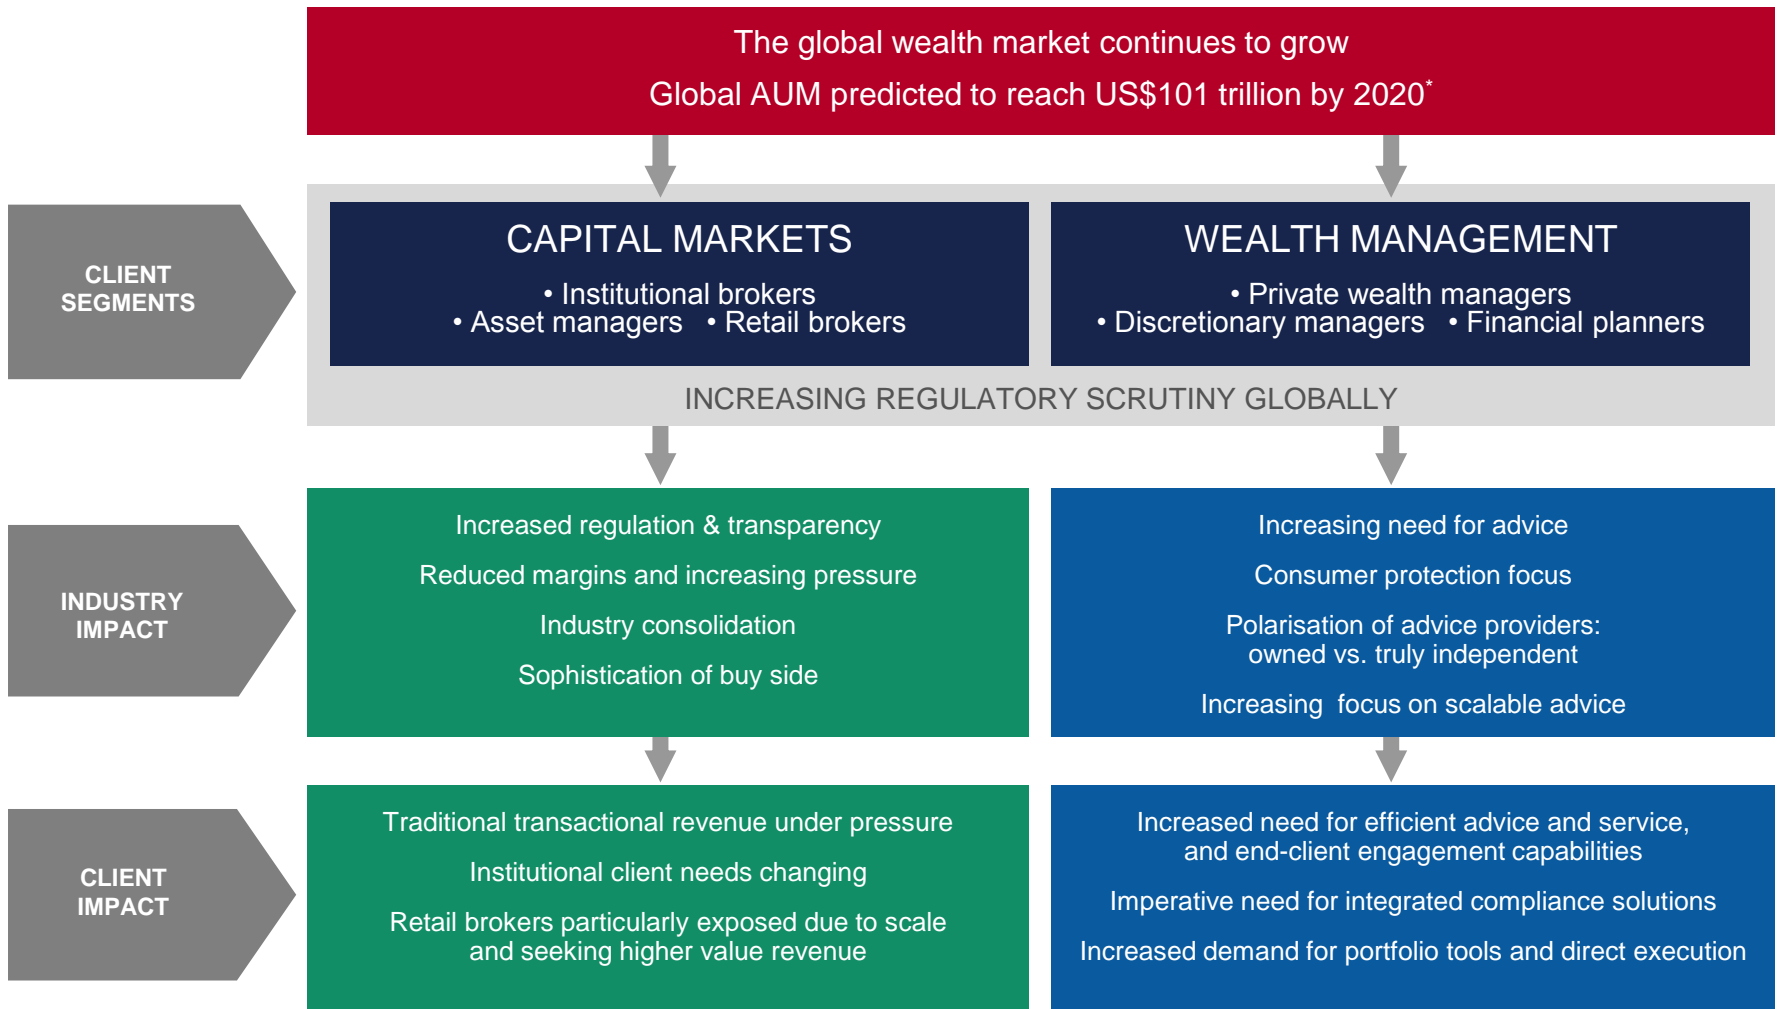 The global wealth market continues to grow
Global AUM predicted to reach US$101 trillion by 2020*
CLIENT
SEGMENTS
CAPITAL MARKETS
• Institutional brokers
• Asset managers • Retail brokers
WEALTH MANAGEMENT
• Private wealth managers
• Discretionary managers • Financial planners
INCREASING REGULATORY SCRUTINY GLOBALLY
INDUSTRY
IMPACT
Increased regulation & transparency
Reduced margins and increasing pressure
Industry consolidation
Sophistication of buy side
Increasing need for advice
Consumer protection focus
Polarisation of advice providers:
owned vs. truly independent
Increasing focus on scalable advice
CLIENT
IMPACT
Traditional transactional revenue under pressure
Institutional client needs changing
Retail brokers particularly exposed due to scale
and seeking higher value revenue
Increased need for efficient advice and service,
and end-client engagement capabilities
Imperative need for integrated compliance solutions
Increased demand for portfolio tools and direct execution